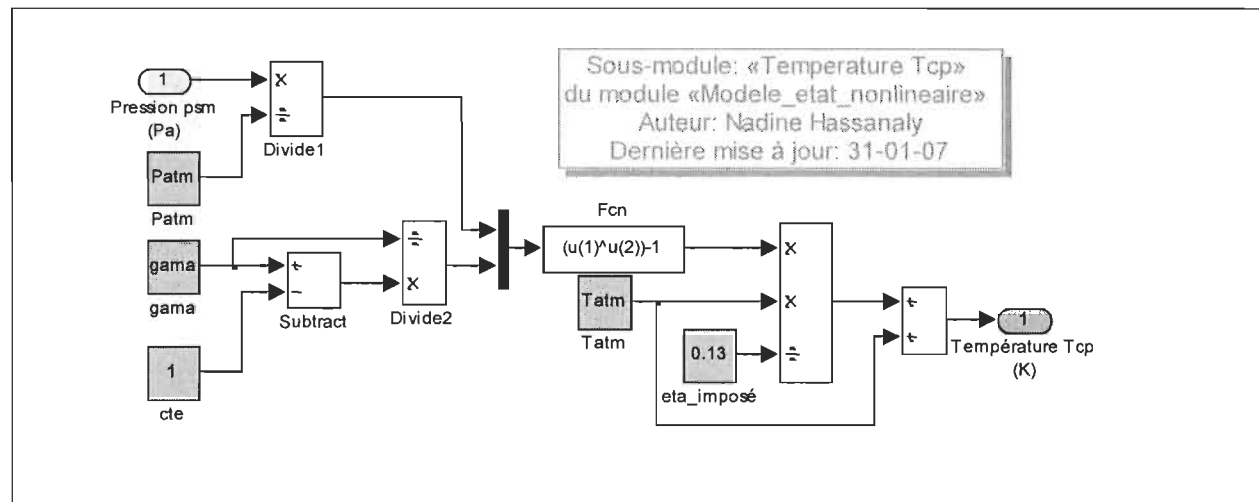 Sous-module: «Temperature Tcp»
du module «Modele_etat_nonlineaire»
Auteur: Nadine Hassanaly
Dernière mise à jour: 31-01-07
1
Pression psm
(Pa)
×
÷
Divide1
Patm
Patm
gama
gama
+
−
Subtract
÷
×
Divide2
1
cte
Fcn
(u(1)^u(2))-1
Tatm
Tatm
0.13
eta_imposé
×
×
÷
+
+
1
Température Tcp
(K)